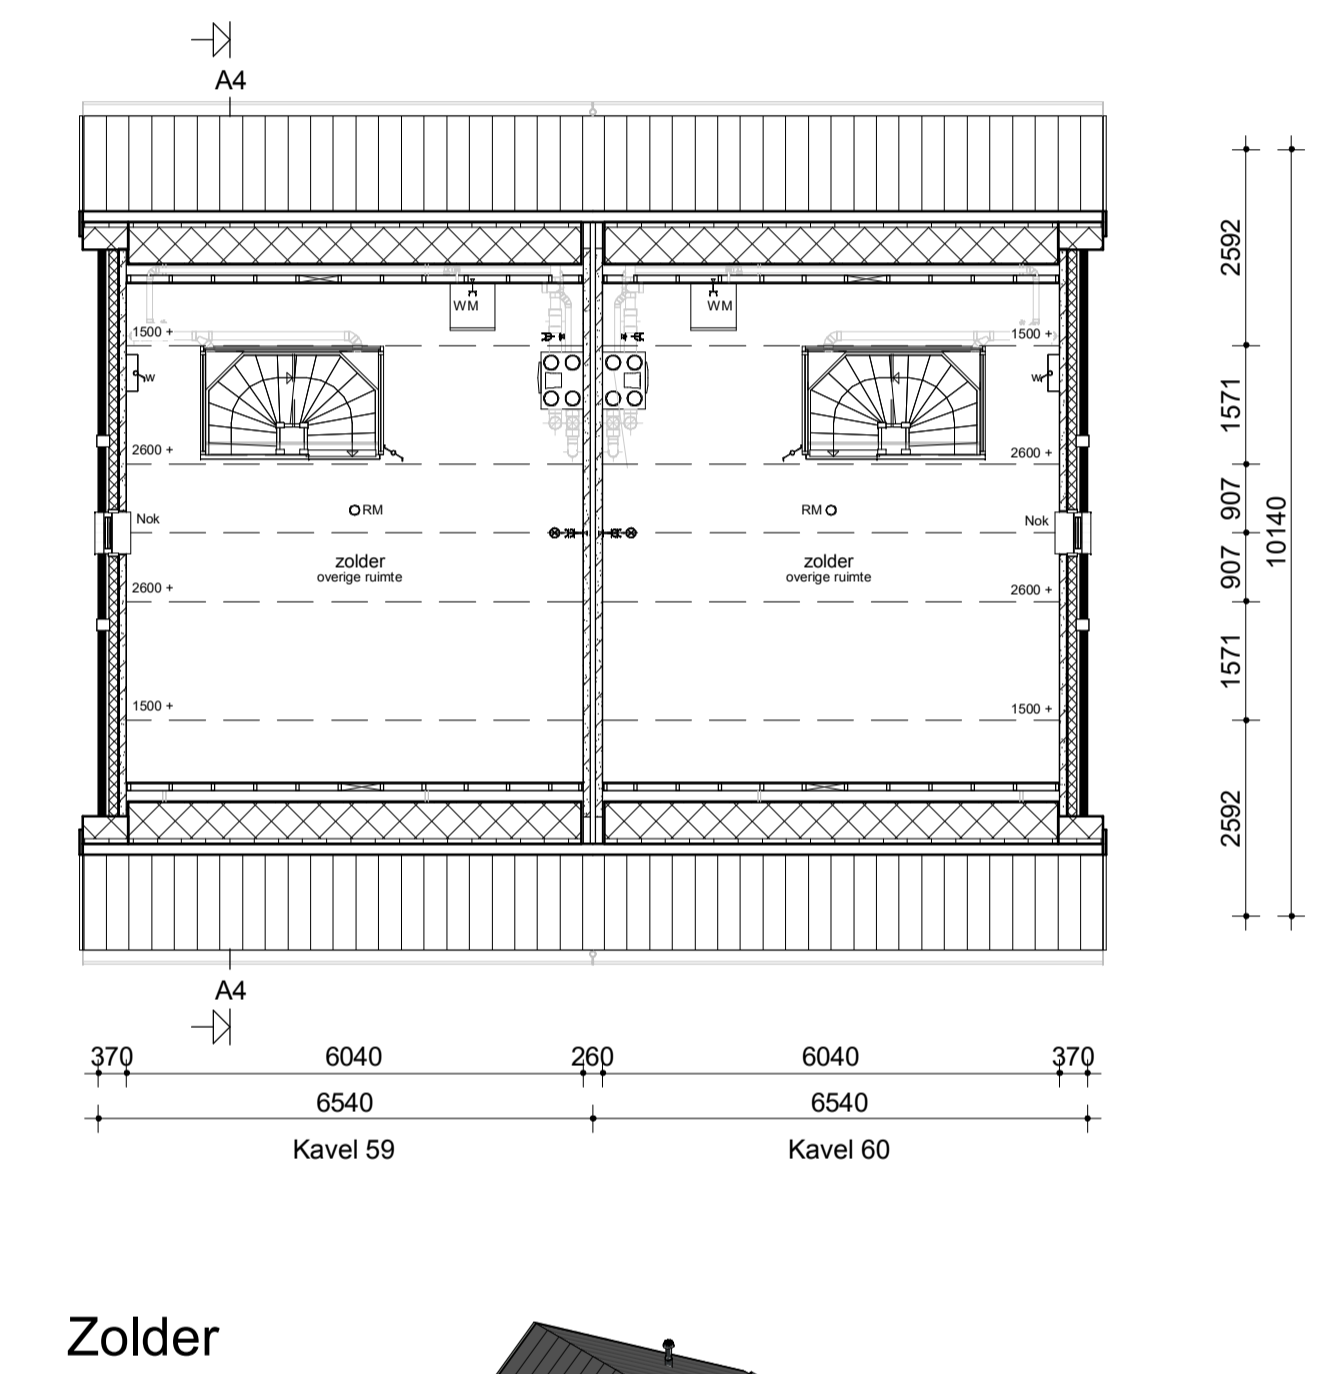 A4
WM WM
1500 + 1500 +
W W
2600 + 2600 +
RM RM
Nok Nok
zolder zolder
overige ruimte overige ruimte
2600 + 2600 +
1500 + 1500 +
2592
1571
907
907
1571
2592
10140
A4
370 6040 260 6040 370
6540 6540
Kavel 59 Kavel 60
Zolder